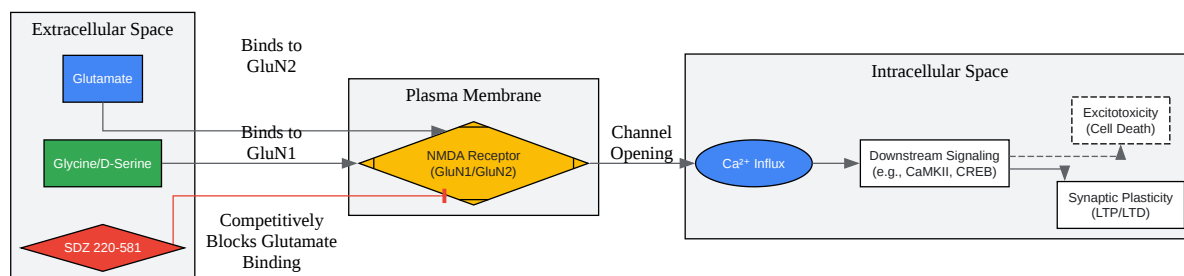 Extracellular Space
Glutamate
Glycine/D-Serine
SDZ 220-581
Binds to
GluN2
Binds to
GluN1
Competitively
Blocks Glutamate
Binding
Plasma Membrane
NMDA Receptor
(GluN1/GluN2)
Channel
Opening
Intracellular Space
Ca²⁺ Influx
Downstream Signaling
(e.g., CaMKII, CREB)
Excitotoxicity
(Cell Death)
Synaptic Plasticity
(LTP/LTD)